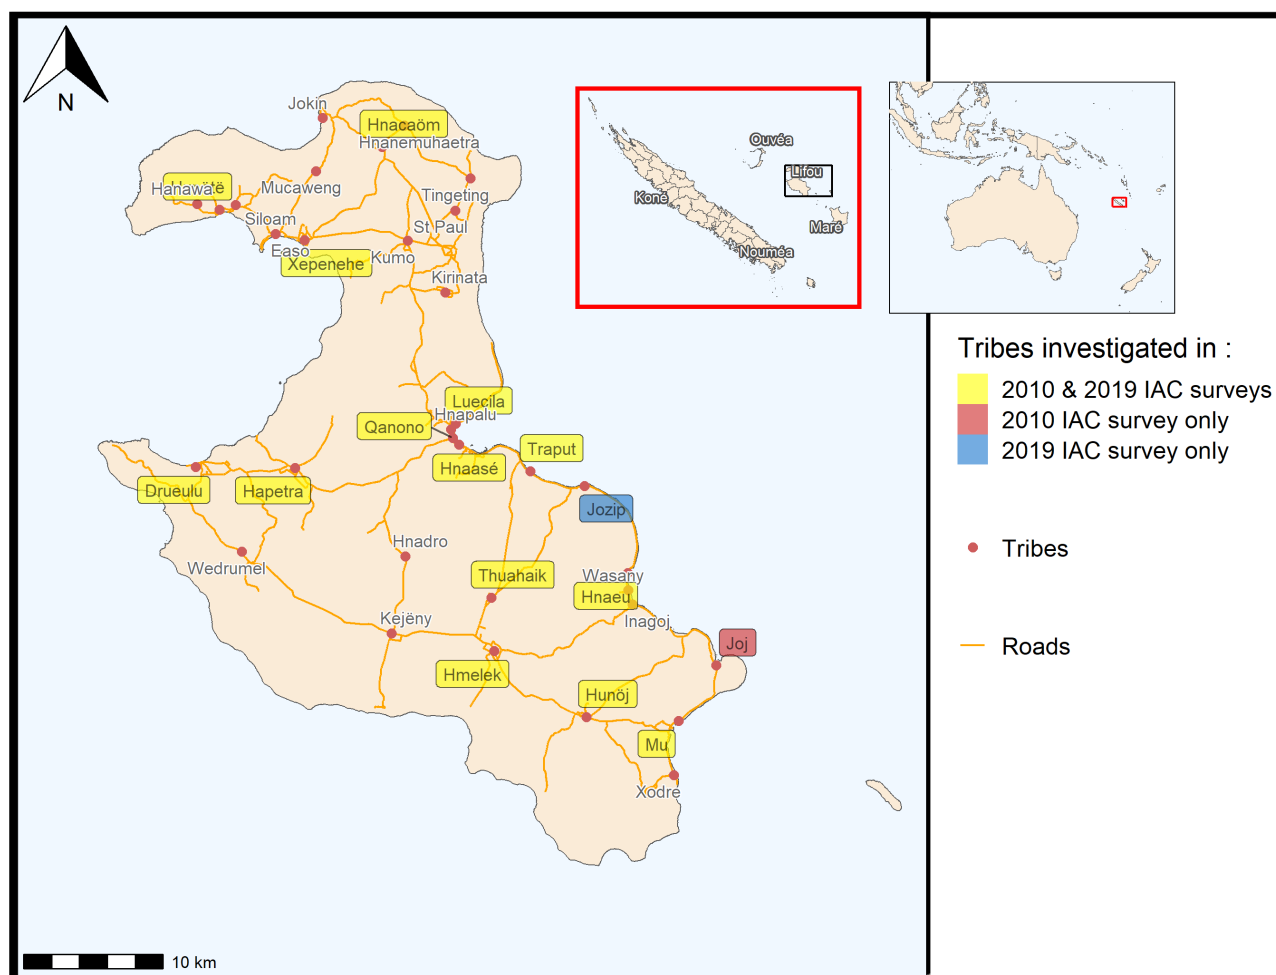 N
Jokin
Hnacaöm
Hnanemuhaetra
Hanawa
Mucaweng
Tingeting
Siloam
St Paul
Easo
Xepenehe
Kumo
Kirinata
Luecila
Hnapalu
Qanono
Hnaasé
Traput
Drueulu
Hapetra
Jozip
Hnadro
Wedrumel
Thuahaik
Wasany
Hnaeu
Inagoj
Kejëny
Joj
Hmelek
Hunöj
Mu
Xodre
10 km
Ouvéa
Lifou
Koné
Maré
Nouméa
Tribes investigated in :
2010 & 2019 IAC surveys
2010 IAC survey only
2019 IAC survey only
Tribes
Roads